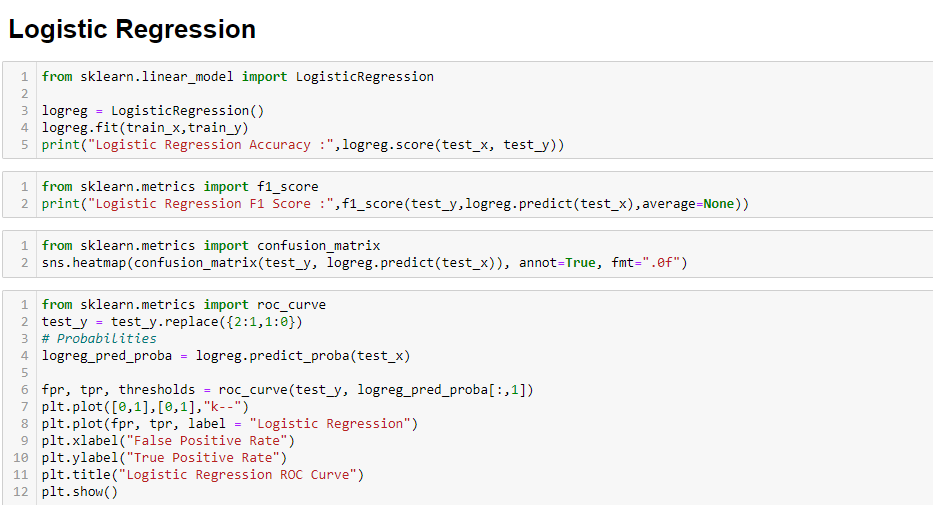 Logistic Regression
1 from sklearn.linear_model import LogisticRegression
2
3 logreg = LogisticRegression()
4 logreg.fit(train_x,train_y)
5 print("Logistic Regression Accuracy :",logreg.score(test_x, test_y))
1 from sklearn.metrics import f1_score
2 print("Logistic Regression F1 Score :",f1_score(test_y,logreg.predict(test_x),average=None))
1 from sklearn.metrics import confusion_matrix
2 sns.heatmap(confusion_matrix(test_y, logreg.predict(test_x)), annot=True, fmt=".0f")
1 from sklearn.metrics import roc_curve
2 test_y = test_y.replace({2:1,1:0})
3 # Probabilities
4 logreg_pred_proba = logreg.predict_proba(test_x)
5
6 fpr, tpr, thresholds = roc_curve(test_y, logreg_pred_proba[:,1])
7 plt.plot([0,1],[0,1],"k--")
8 plt.plot(fpr, tpr, label = "Logistic Regression")
9 plt.xlabel("False Positive Rate")
10 plt.ylabel("True Positive Rate")
11 plt.title("Logistic Regression ROC Curve")
12 plt.show()